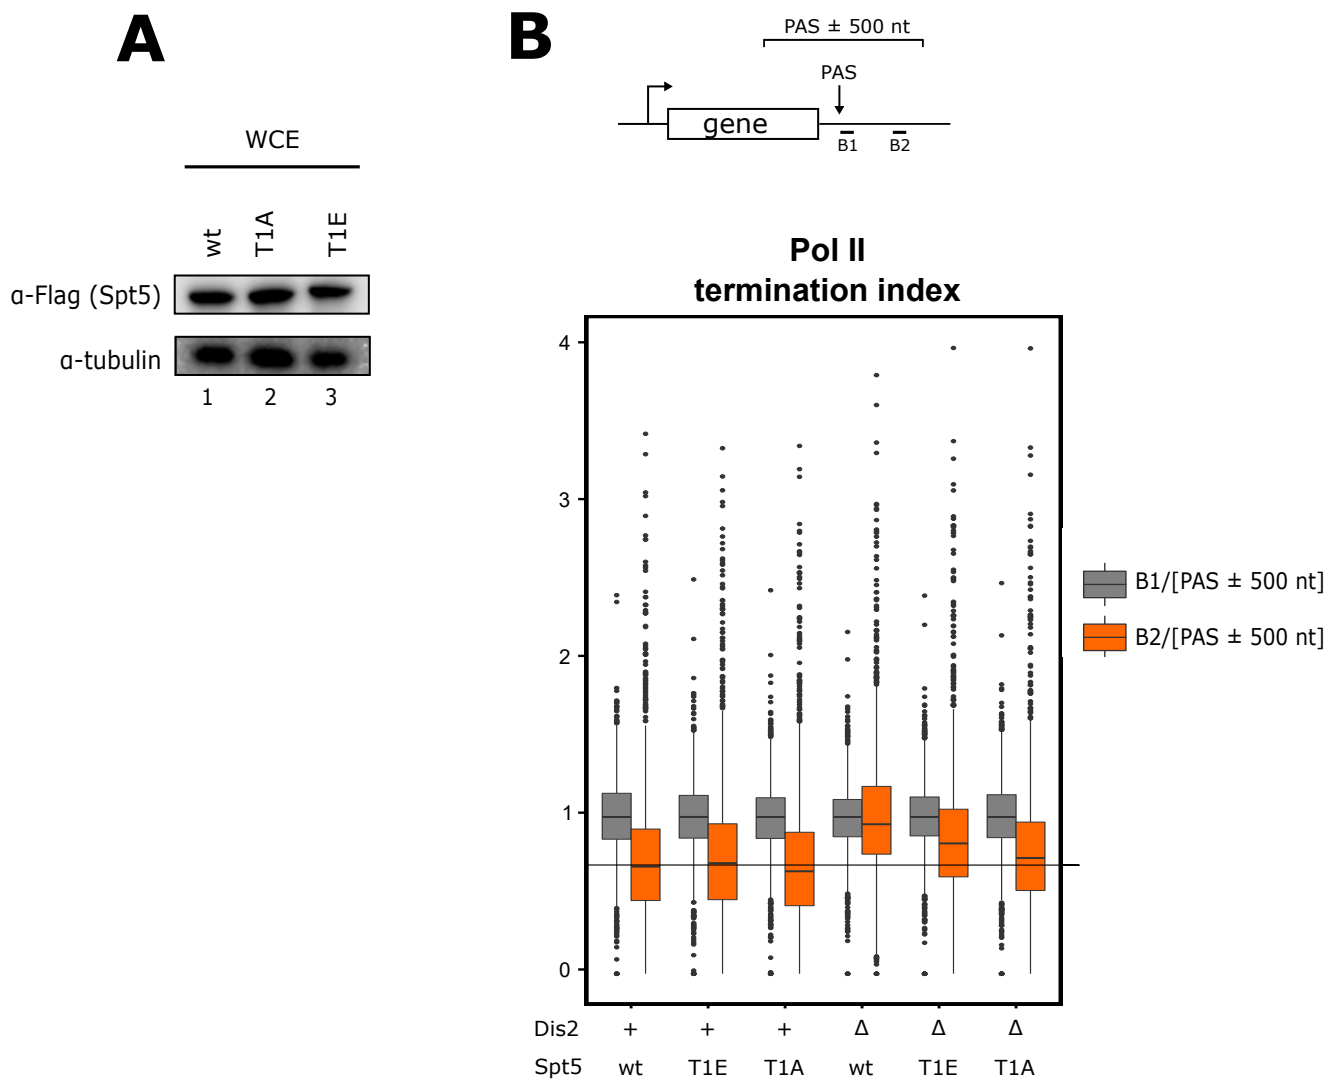 A
WCE
wt T1A T1E
α-Flag (Spt5)
α-tubulin
1 2 3
B
PAS ± 500 nt
PAS
gene
B1 B2
Pol II
termination index
4
3
2
1
0
B1/[PAS ± 500 nt]
B2/[PAS ± 500 nt]
Dis2 + + + Δ Δ Δ
Spt5 wt T1E T1A wt T1E T1A